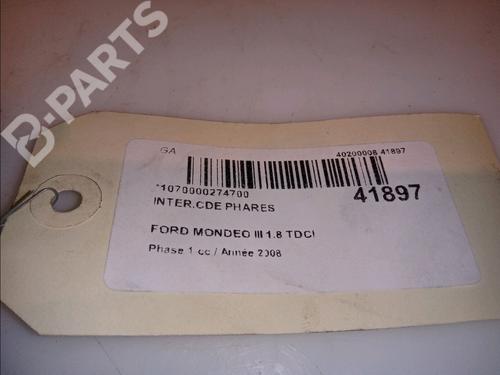 B-PARTS
GA 40200008 41897
*1070000274700
INTER.CDE PHARES
41897
FORD MONDEO III 1.8 TDCI
Phase 1 cc / Année 2008